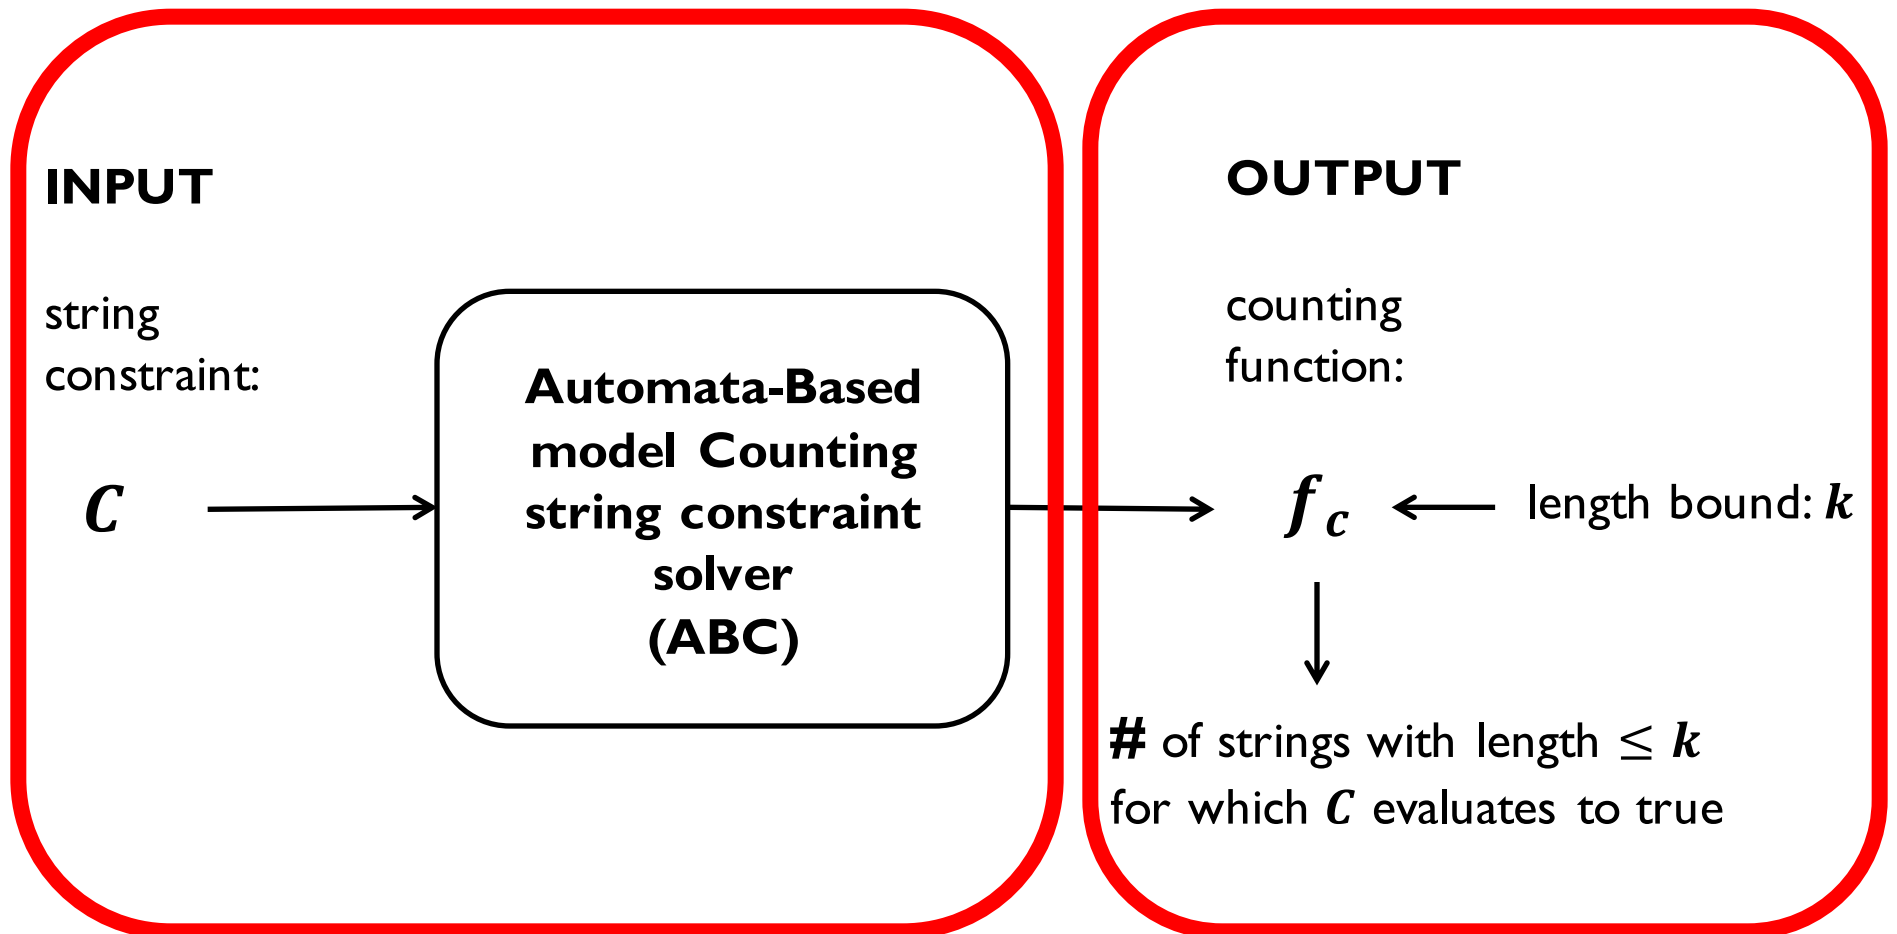 INPUT
string
constraint:
C
Automata-Based
model Counting
string constraint
solver
(ABC)
OUTPUT
counting
function:
f_c
length bound: k
# of strings with length ≤ k
for which C evaluates to true